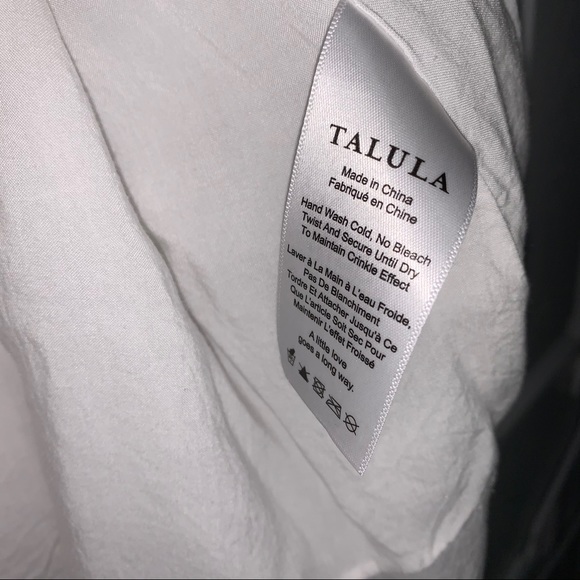 TALULA
Made in China
Fabriqué en Chine
Hand Wash Cold, No Bleach
Twist And Secure Until Dry
To Maintain Crinkle Effect
Laver à La Main à L'eau Froide,
Pas De Blanchiment
Tordre Et Attacher Jusqu'à Ce
Que L'article Soit Sec Pour
Maintenir L'effet Froissé
A little love
goes a long way.